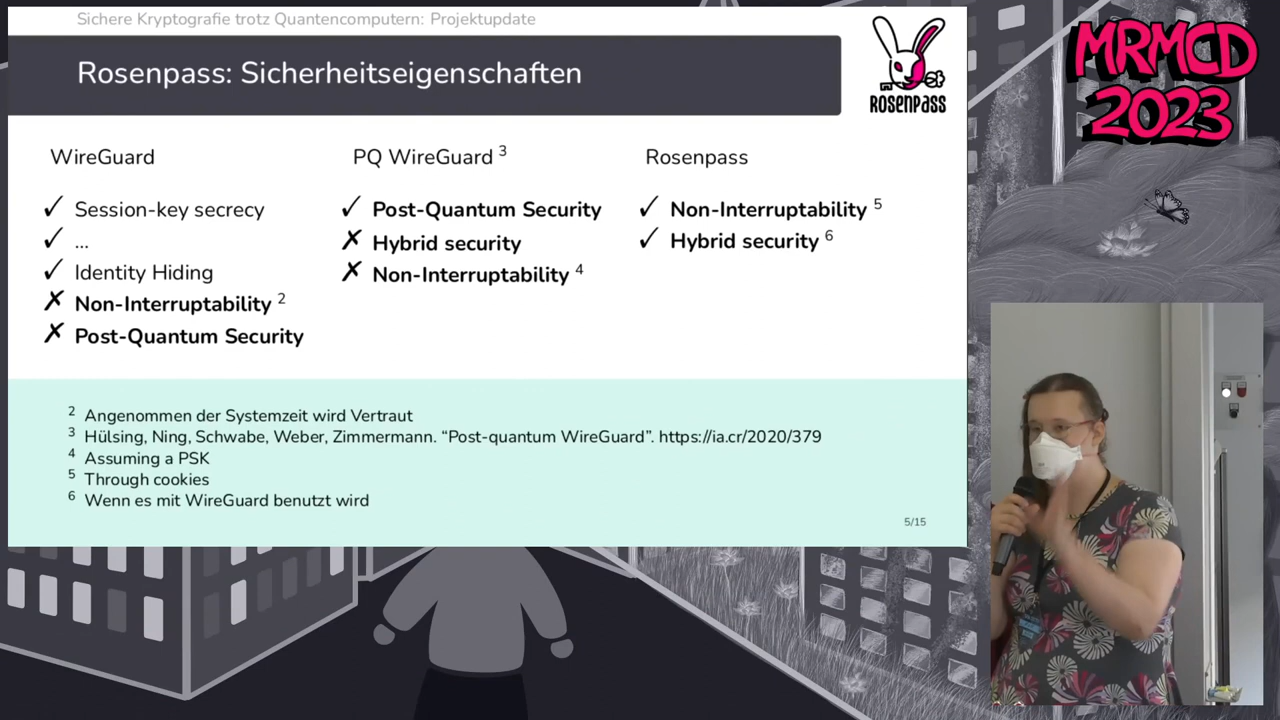 Sichere Kryptografie trotz Quantencomputern: Projektupdate
Rosenpass: Sicherheitseigenschaften
ROSENPASS
MRMCD
2023
WireGuard
✓ Session-key secrecy
✓ ...
✓ Identity Hiding
✗ Non-Interruptability 2
✗ Post-Quantum Security
PQ WireGuard 3
✓ Post-Quantum Security
✗ Hybrid security
✗ Non-Interruptability 4
Rosenpass
✓ Non-Interruptability 5
✓ Hybrid security 6
2 Angenommen der Systemzeit wird Vertraut
3 Hülsing, Ning, Schwabe, Weber, Zimmermann. “Post-quantum WireGuard”. https://ia.cr/2020/379
4 Assuming a PSK
5 Through cookies
6 Wenn es mit WireGuard benutzt wird
5/15